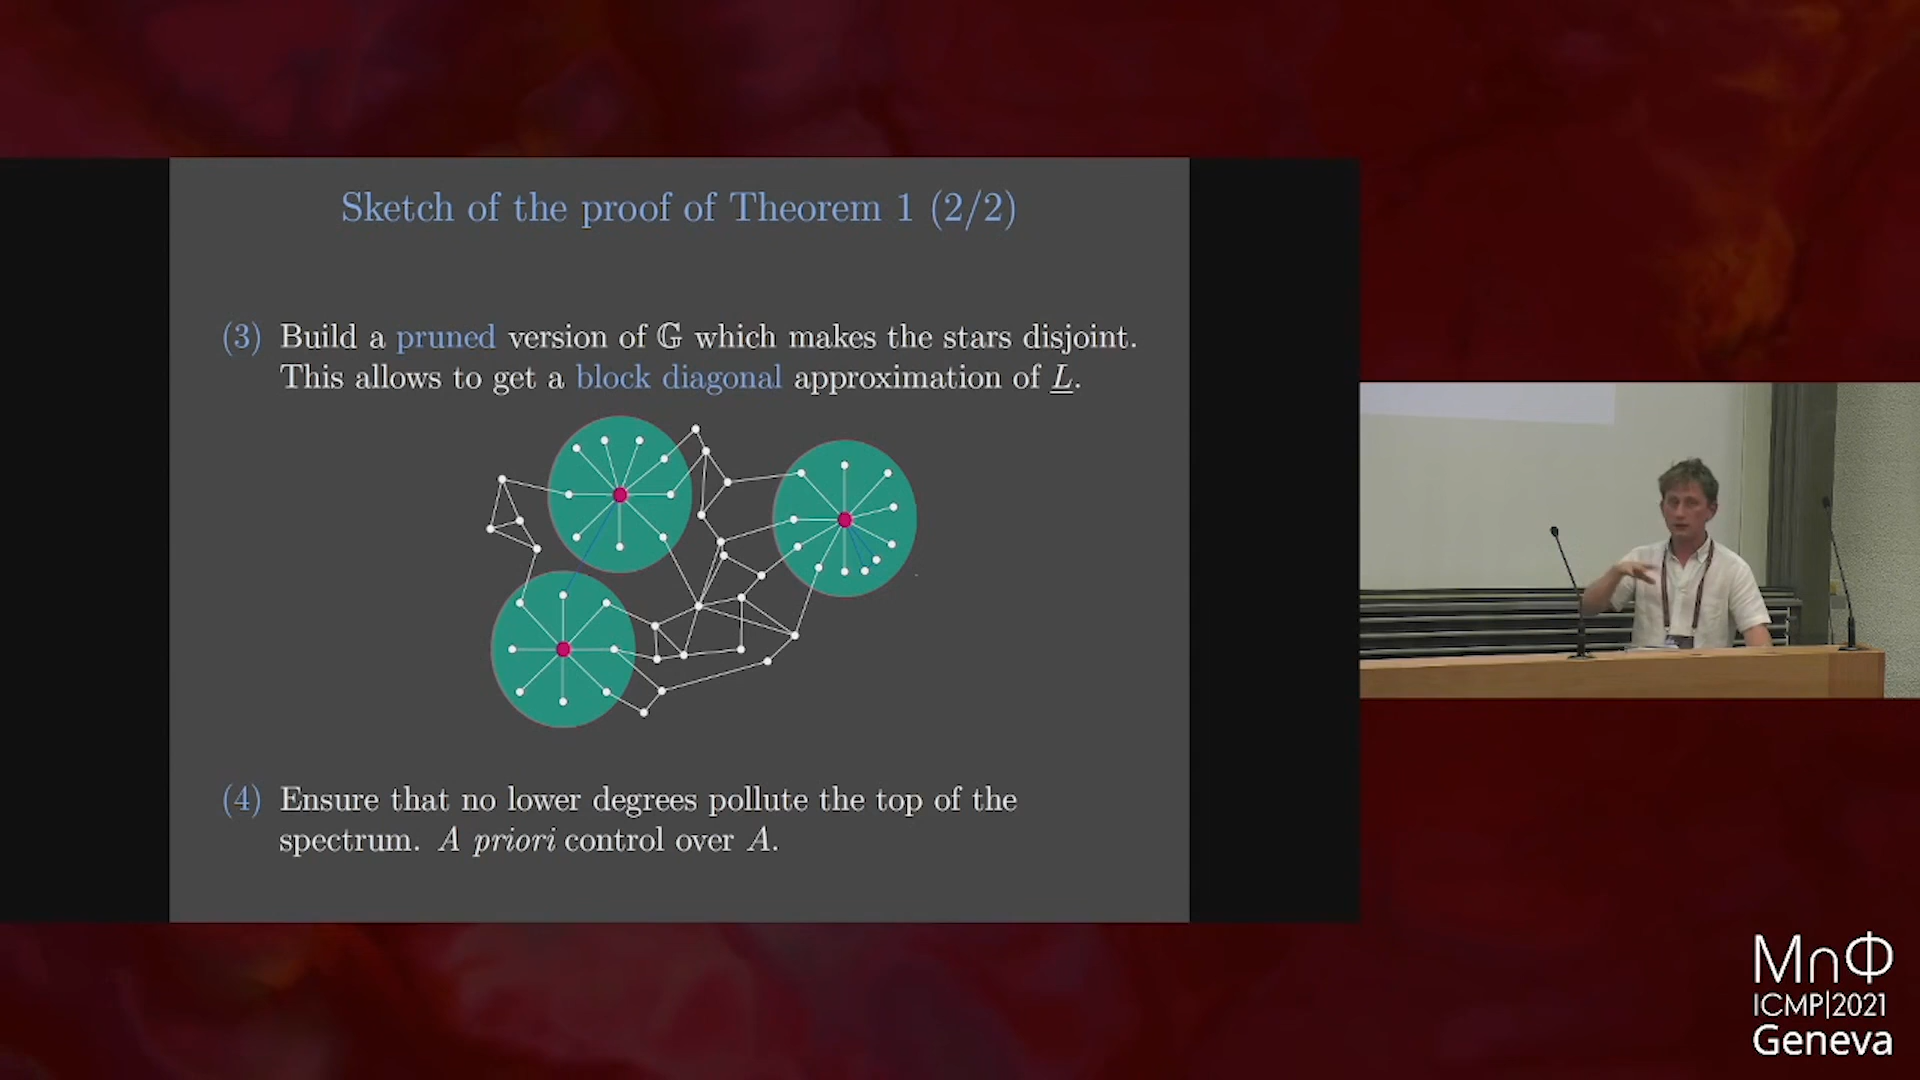 Sketch of the proof of Theorem 1 (2/2)
(3) Build a pruned version of 𝔾 which makes the stars disjoint.
This allows to get a block diagonal approximation of L.
(4) Ensure that no lower degrees pollute the top of the
spectrum. A priori control over A.
M∩Φ
ICMP|2021
Geneva